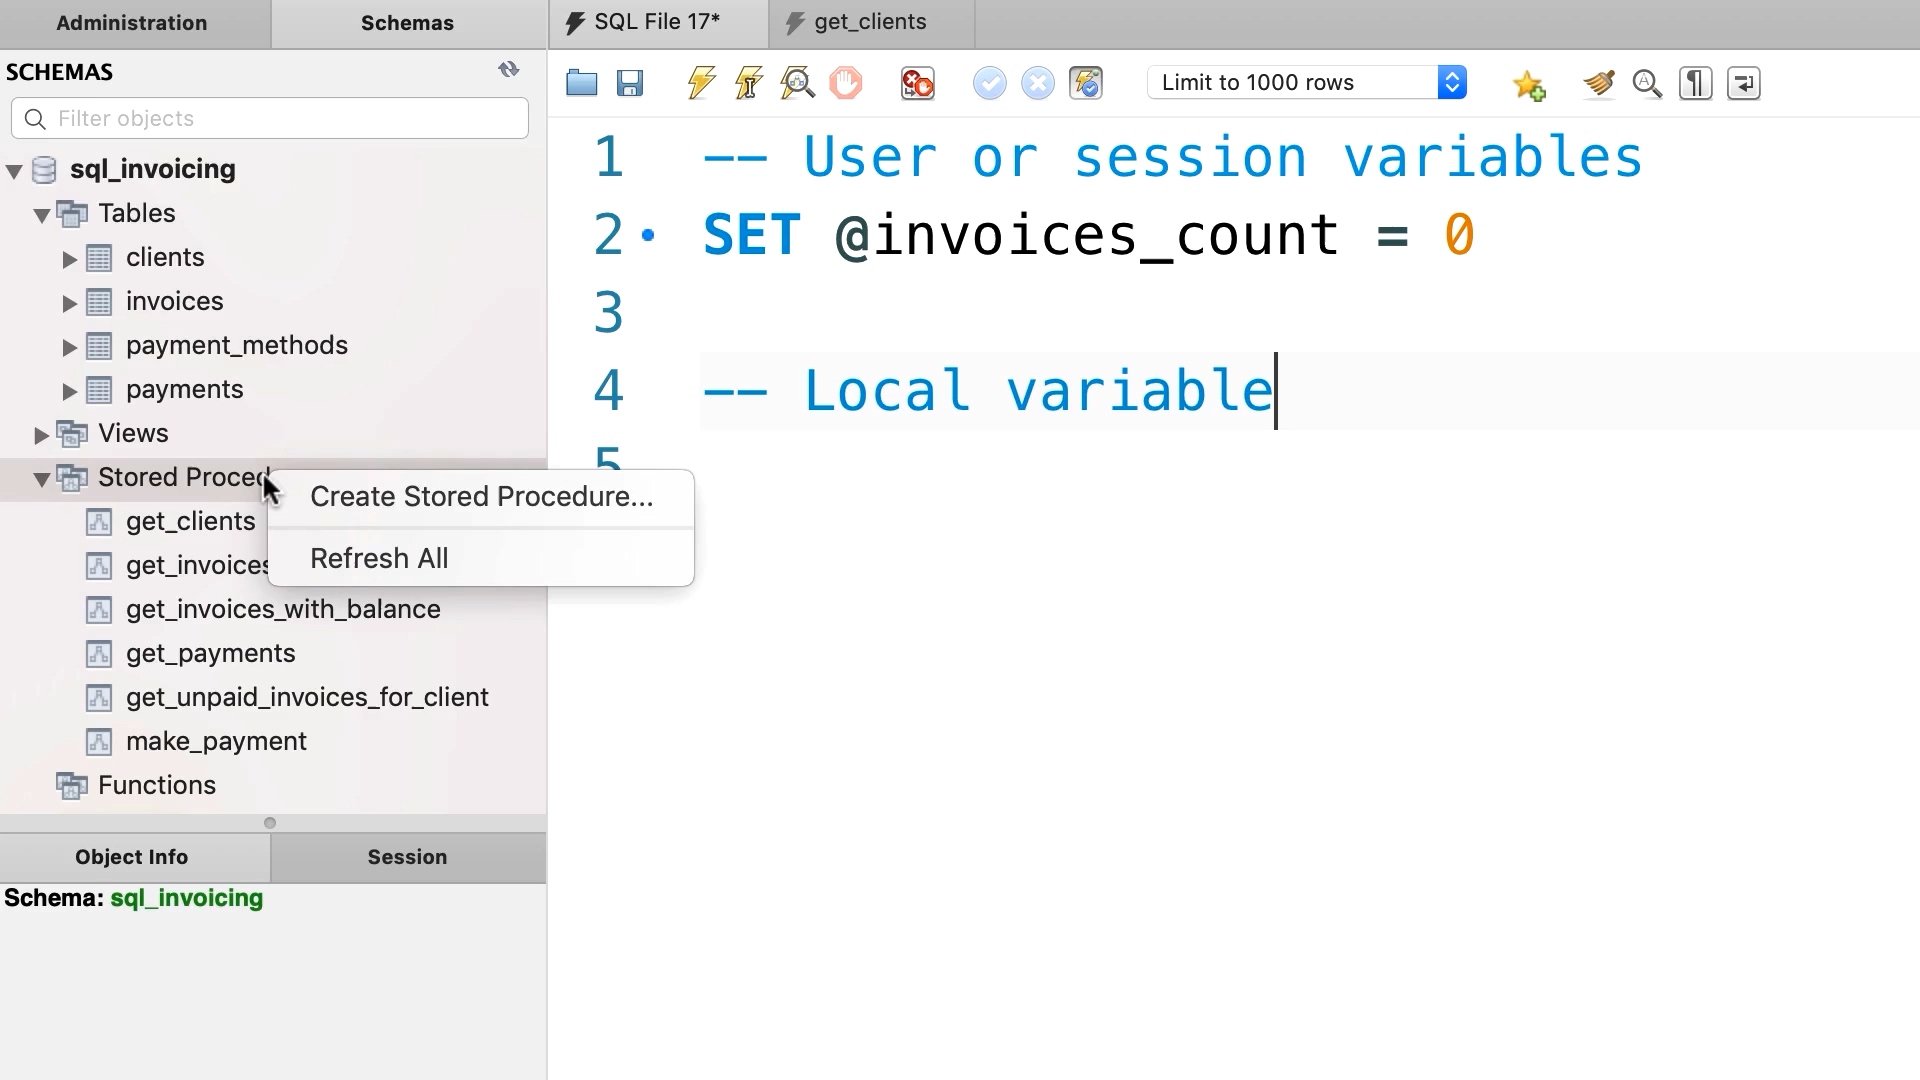 Administration
Schemas
SQL File 17*
get_clients
SCHEMAS
Limit to 1000 rows
Filter objects
sql_invoicing
Tables
clients
invoices
payment_methods
payments
Views
Stored Proced
get_clients
get_invoices
get_invoices_with_balance
get_payments
get_unpaid_invoices_for_client
make_payment
Functions
Create Stored Procedure...
Refresh All
1 -- User or session variables
2 SET @invoices_count = 0
3
4 -- Local variable
5
Object Info
Session
Schema: sql_invoicing